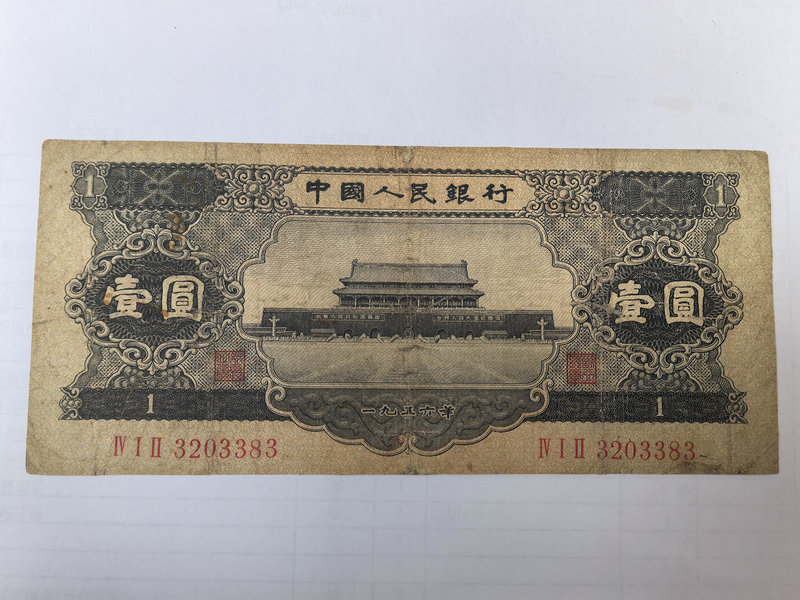 1 中國人民銀行 1
壹圓 壹圓
1 一九五六年 1
IV I II 3203383 IV I II 3203383